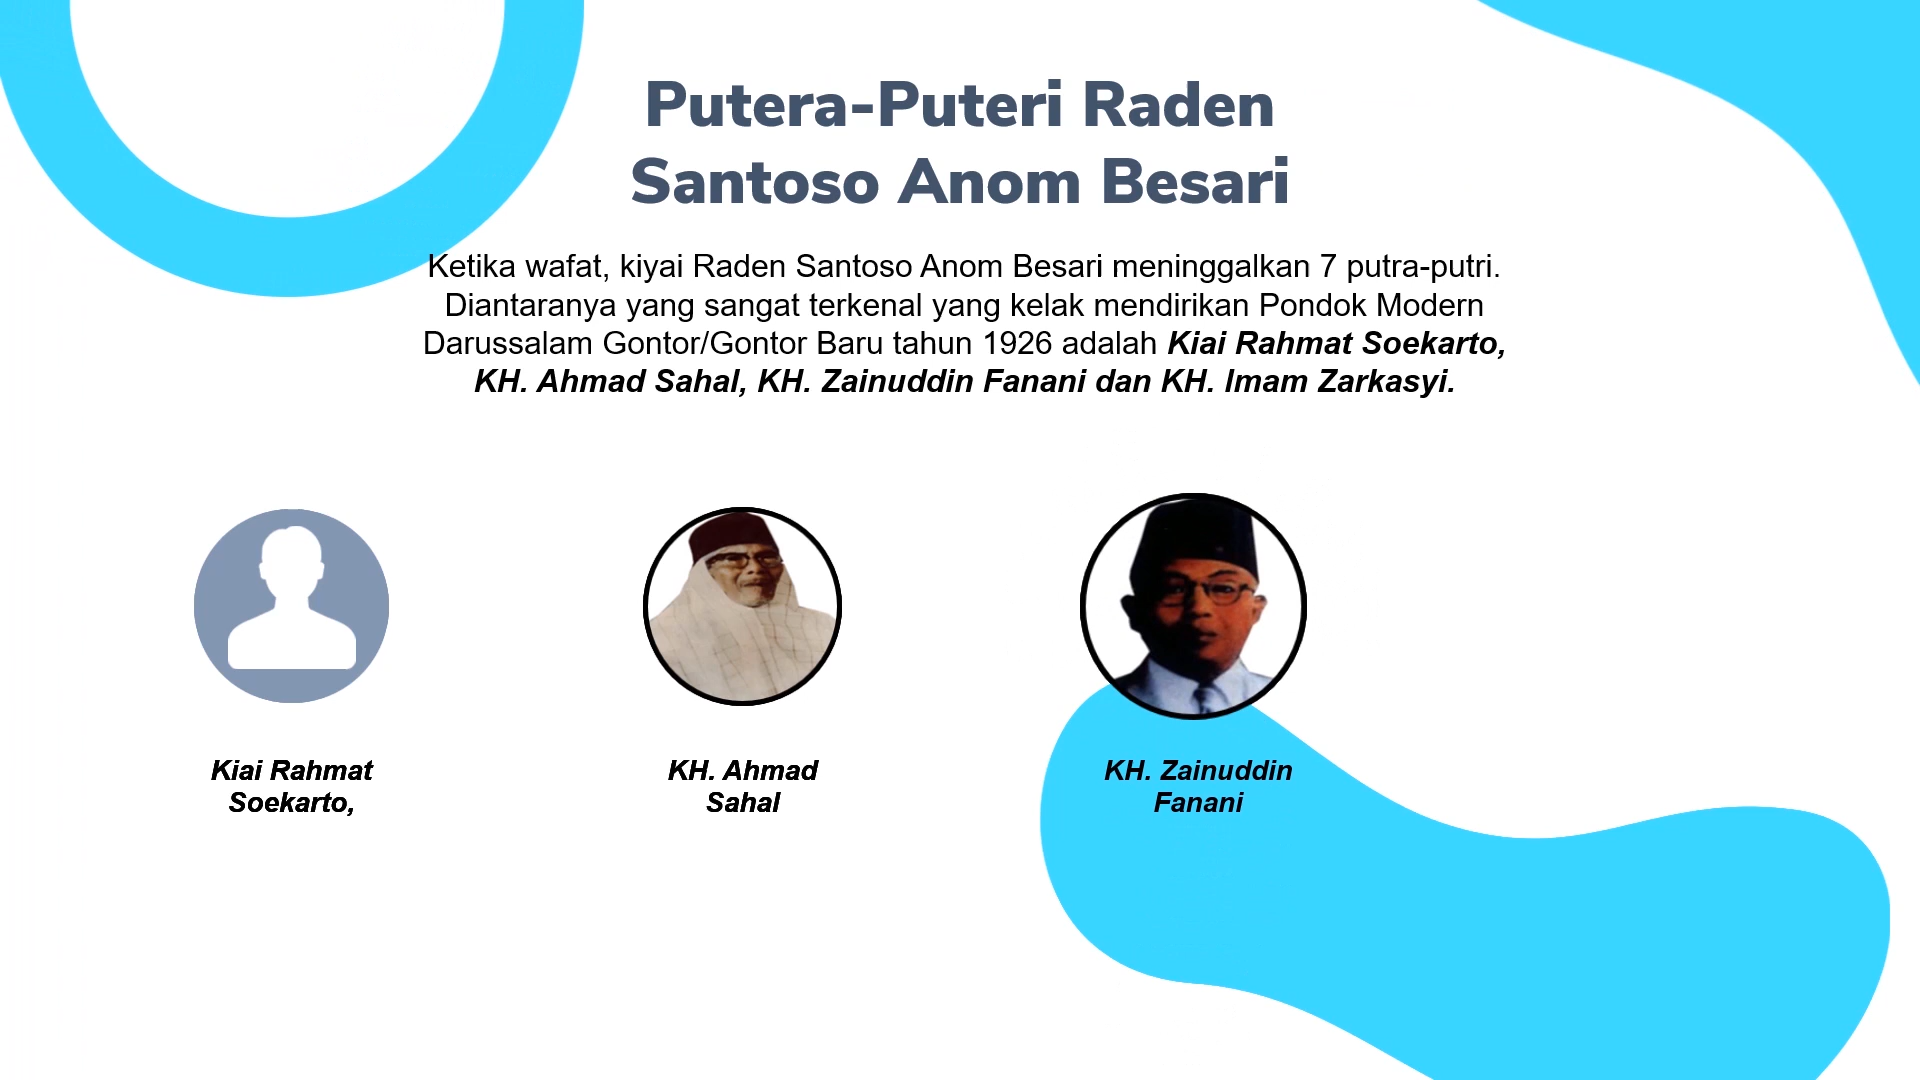 Putera-Puteri Raden
Santoso Anom Besari
Ketika wafat, kiyai Raden Santoso Anom Besari meninggalkan 7 putra-putri.
Diantaranya yang sangat terkenal yang kelak mendirikan Pondok Modern
Darussalam Gontor/Gontor Baru tahun 1926 adalah Kiai Rahmat Soekarto,
KH. Ahmad Sahal, KH. Zainuddin Fanani dan KH. Imam Zarkasyi.
Kiai Rahmat
Soekarto,
KH. Ahmad
Sahal
KH. Zainuddin
Fanani